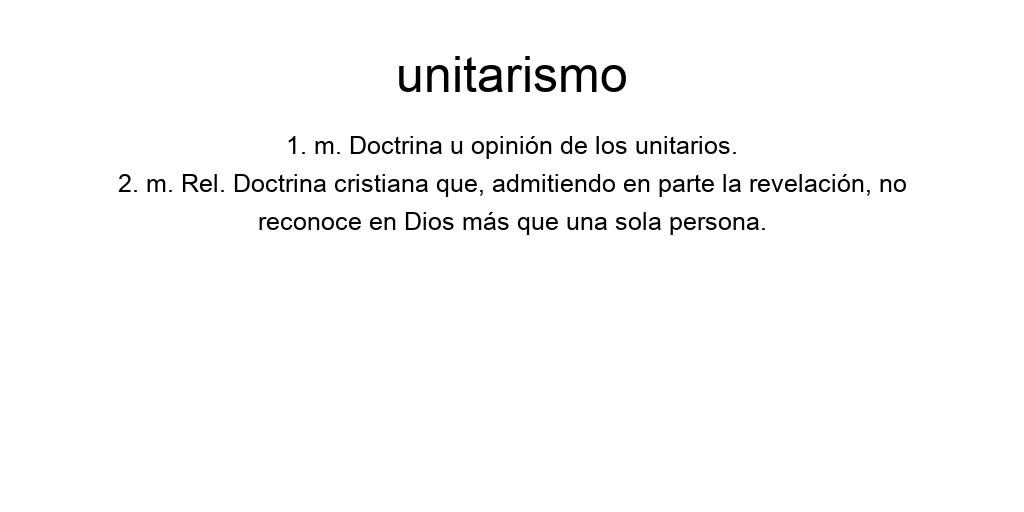 unitarismo
1. m. Doctrina u opinión de los unitarios.
2. m. Rel. Doctrina cristiana que, admitiendo en parte la revelación, no
reconoce en Dios más que una sola persona.